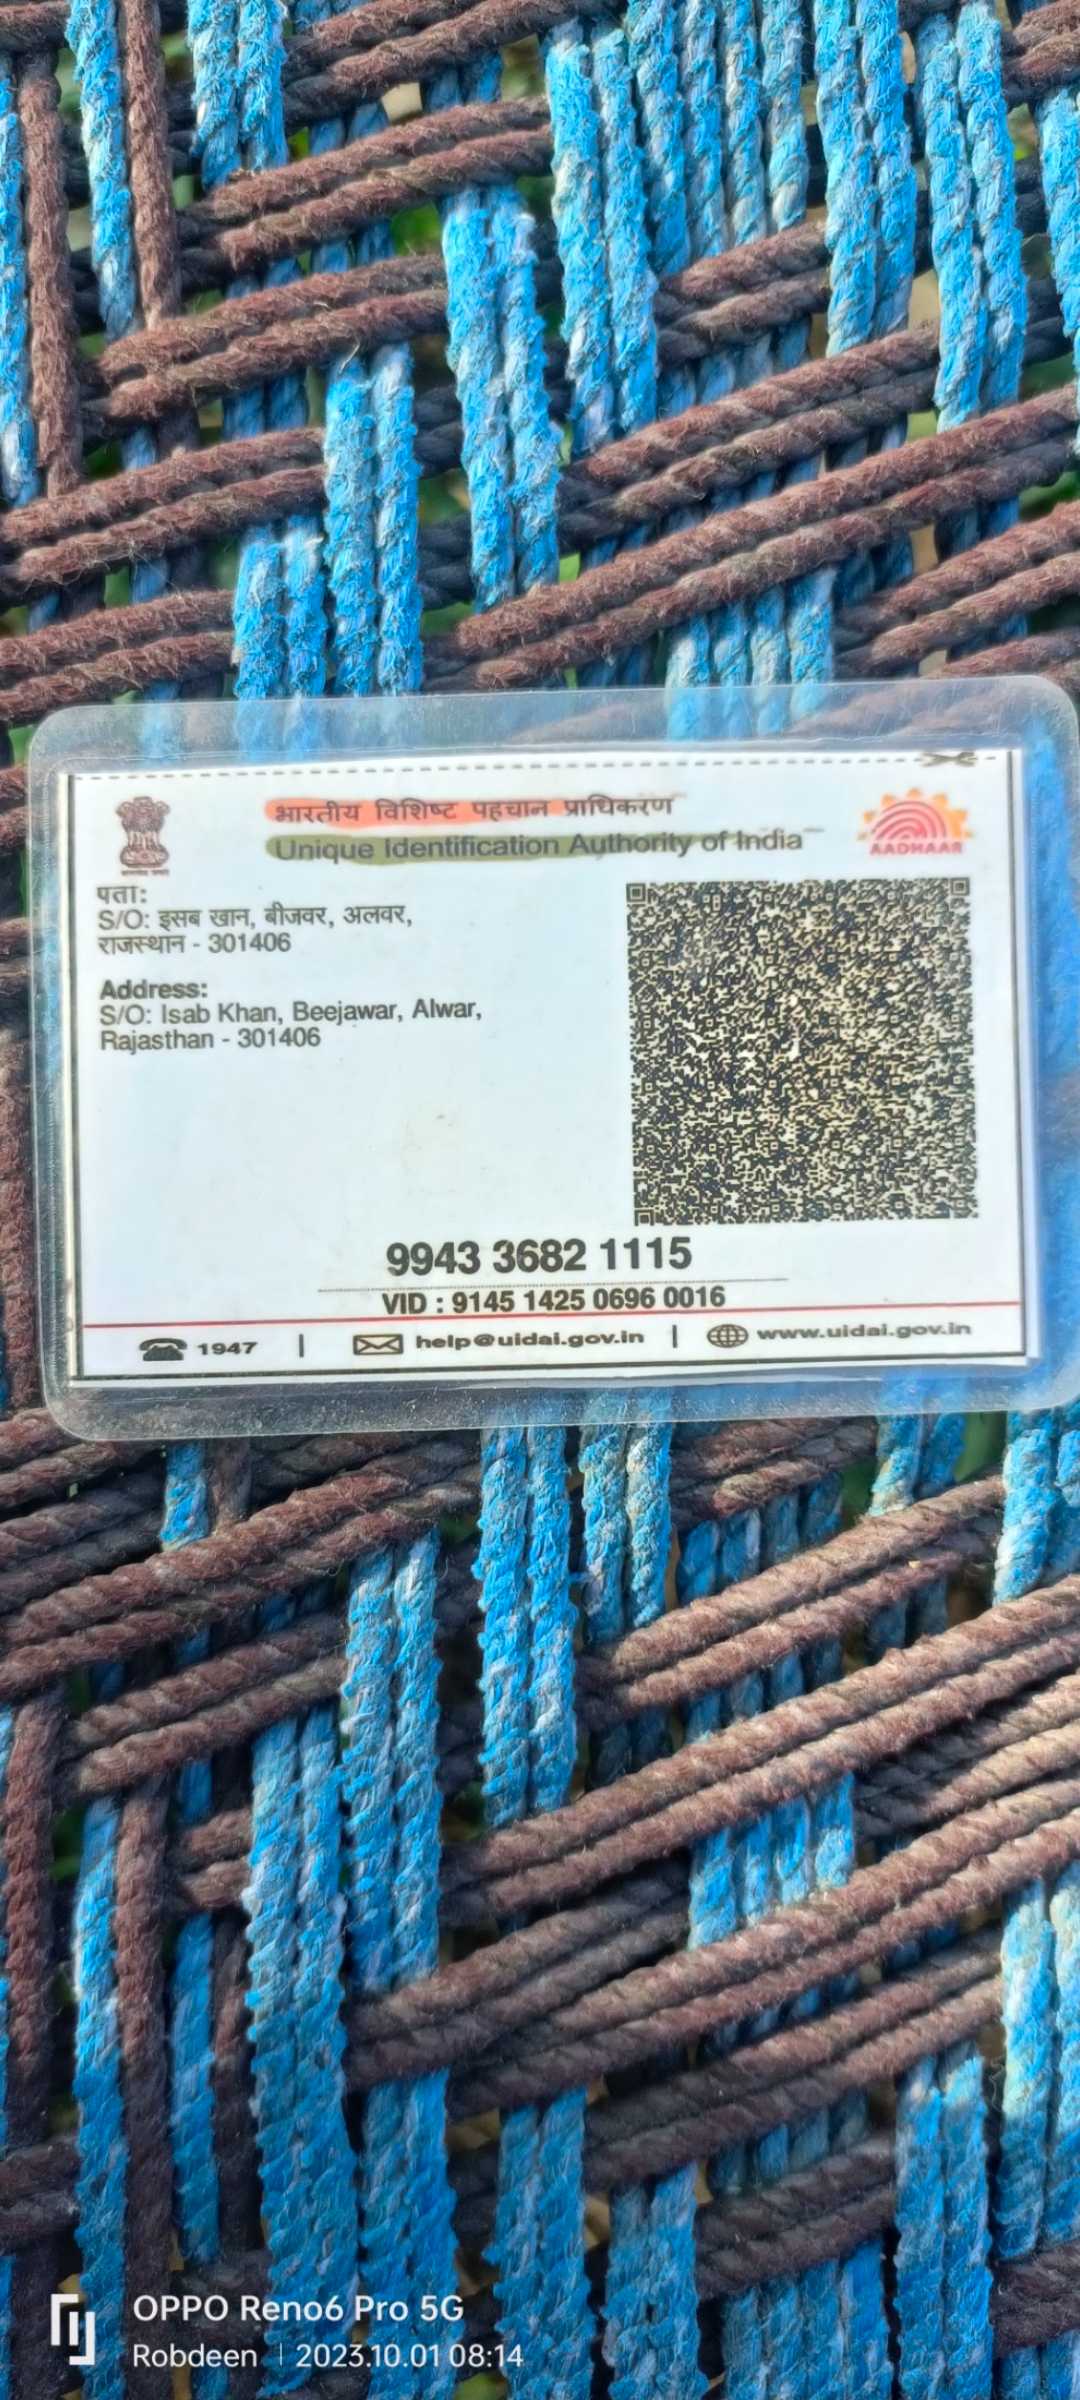 भारतीय विशिष्ट पहचान प्राधिकरण
Unique Identification Authority of India
AADHAAR
पता:
S/O: इसब खान, बीजवर, अलवर,
राजस्थान - 301406
Address:
S/O: Isab Khan, Beejawar, Alwar,
Rajasthan - 301406
9943 3682 1115
VID : 9145 1425 0696 0016
1947 | help@uidai.gov.in | www.uidai.gov.in
OPPO Reno6 Pro 5G
Robdeen | 2023.10.01 08:14